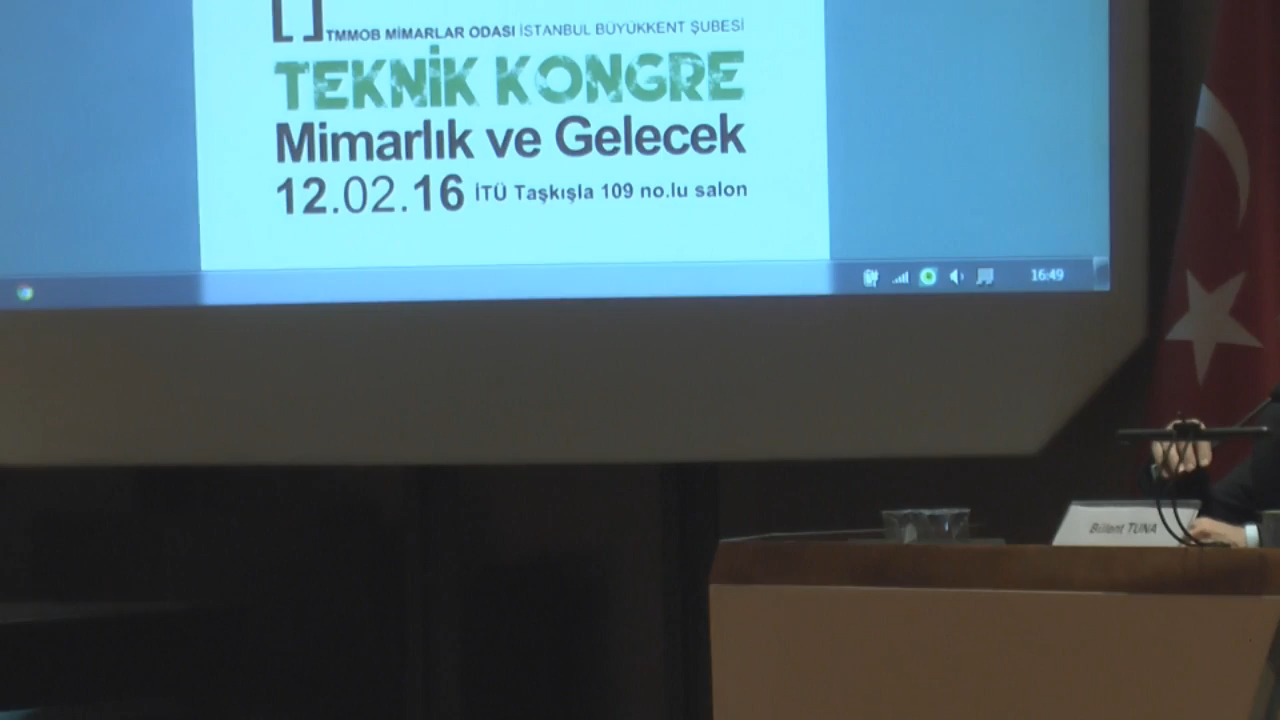 TMMOB MİMARLAR ODASI İSTANBUL BÜYÜKKENT ŞUBESİ
TEKNİK KONGRE
Mimarlık ve Gelecek
12.02.16 İTÜ Taşkışla 109 no.lu salon
16:49
Bülent TUNA